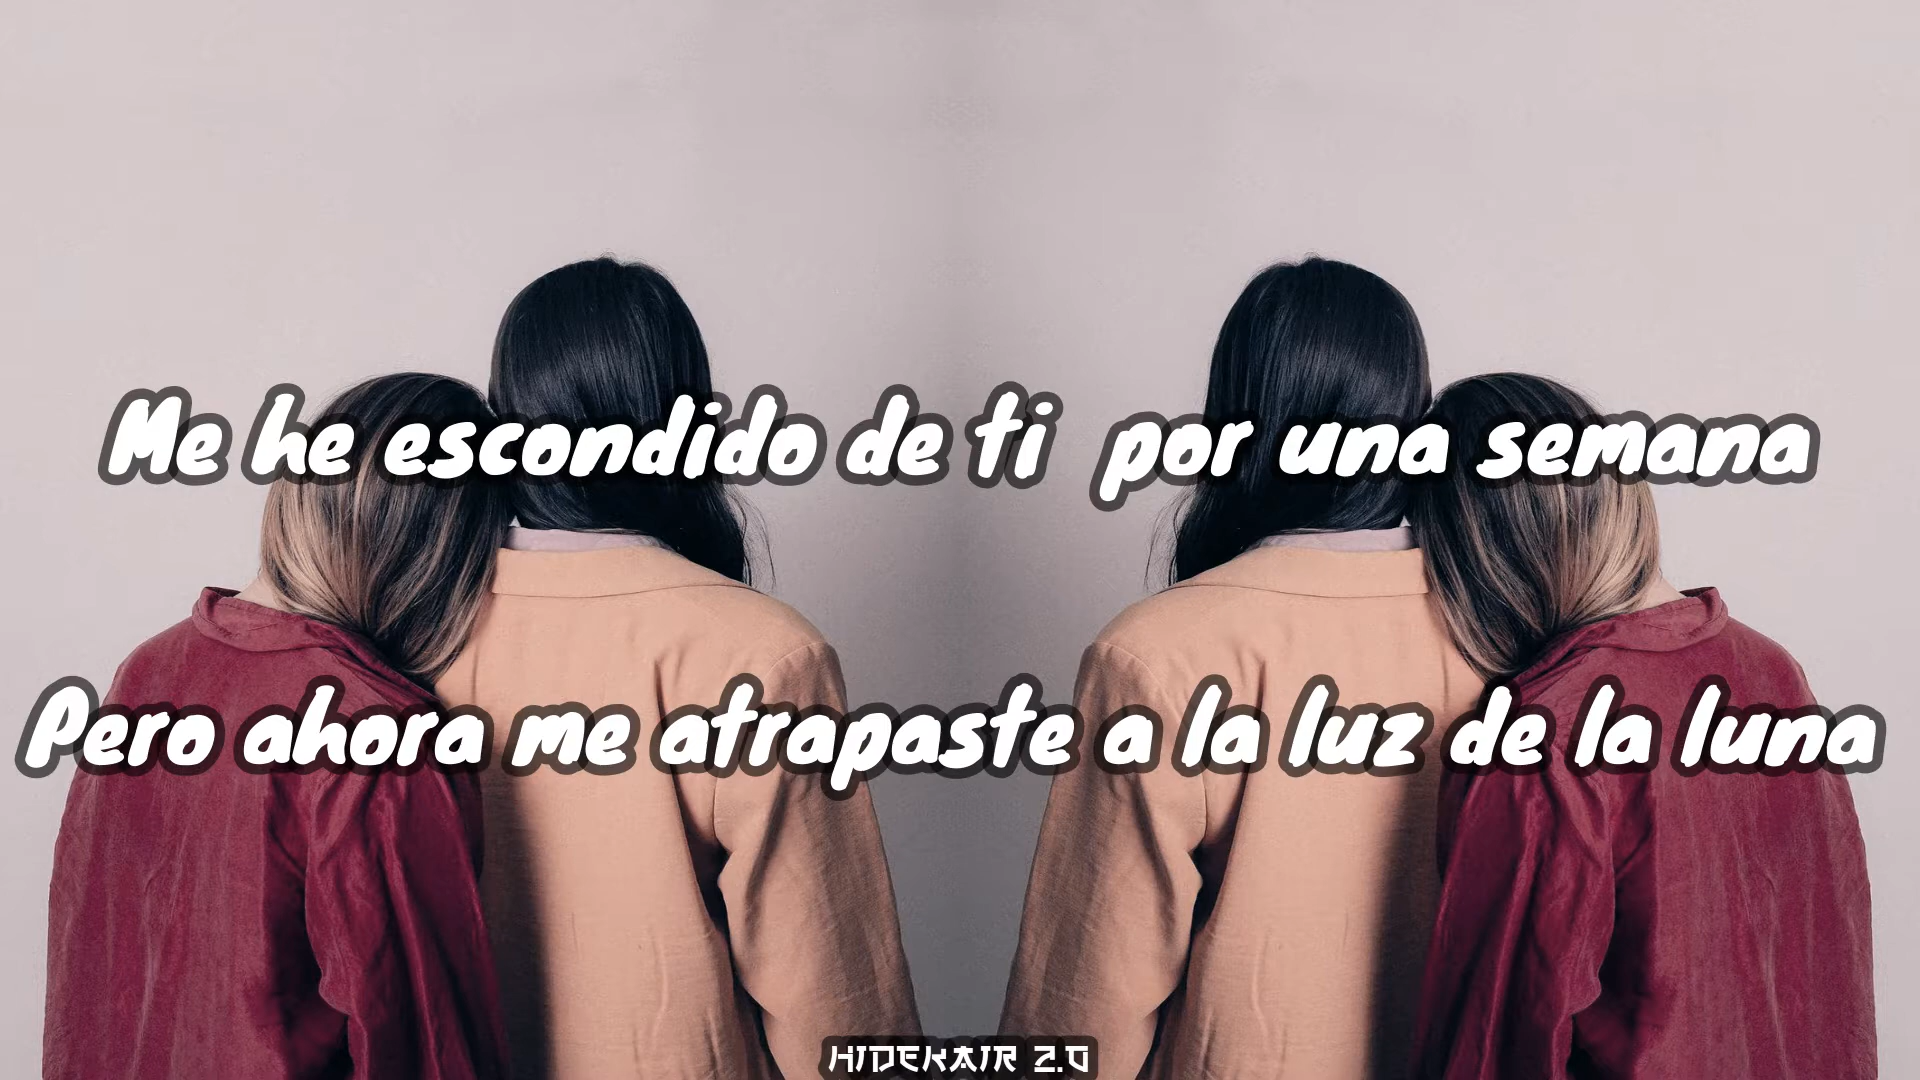 Me he escondido de ti por una semana
Pero ahora me atrapaste a la luz de la luna
HIDEKAIR 2.0